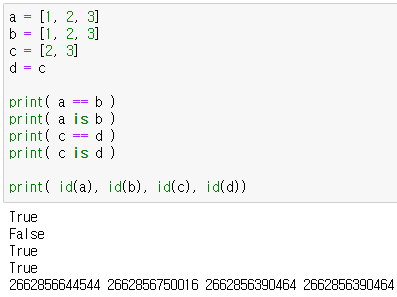 a = [1, 2, 3]
b = [1, 2, 3]
c = [2, 3]
d = c
print( a == b )
print( a is b )
print( c == d )
print( c is d )
print( id(a), id(b), id(c), id(d))
True
False
True
True
2662856644544 2662856750016 2662856390464 2662856390464